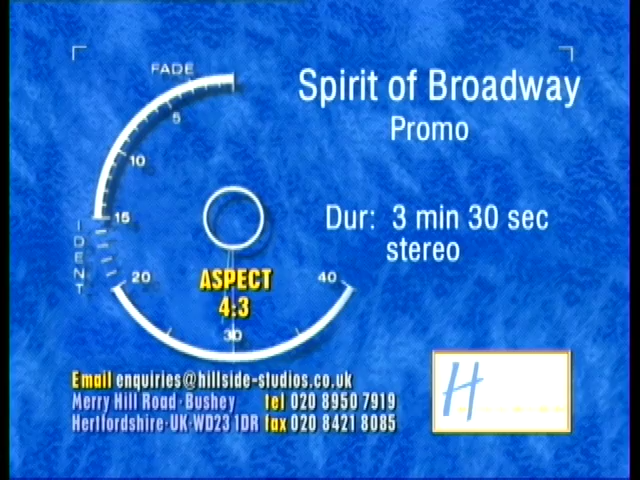 FADE
5
10
15
IDENT
20
30
40
ASPECT
4:3
Spirit of Broadway
Promo
Dur: 3 min 30 sec
stereo
Email enquiries@hillside-studios.co.uk
Merry Hill Road·Bushey tel 020 8950 7919
Hertfordshire·UK·WD23 1DR fax 020 8421 8085
H